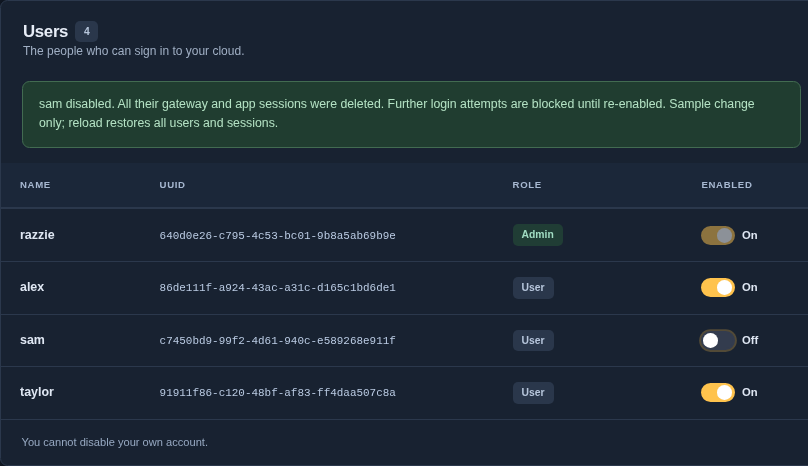 Users 4
The people who can sign in to your cloud.
sam disabled. All their gateway and app sessions were deleted. Further login attempts are blocked until re-enabled. Sample change
only; reload restores all users and sessions.
NAME UUID ROLE ENABLED
razzie 640d0e26-c795-4c53-bc01-9b8a5ab69b9e Admin On
alex 86de111f-a924-43ac-a31c-d165c1bd6de1 User On
sam c7450bd9-99f2-4d61-940c-e589268e911f User Off
taylor 91911f86-c120-48bf-af83-ff4daa507c8a User On
You cannot disable your own account.